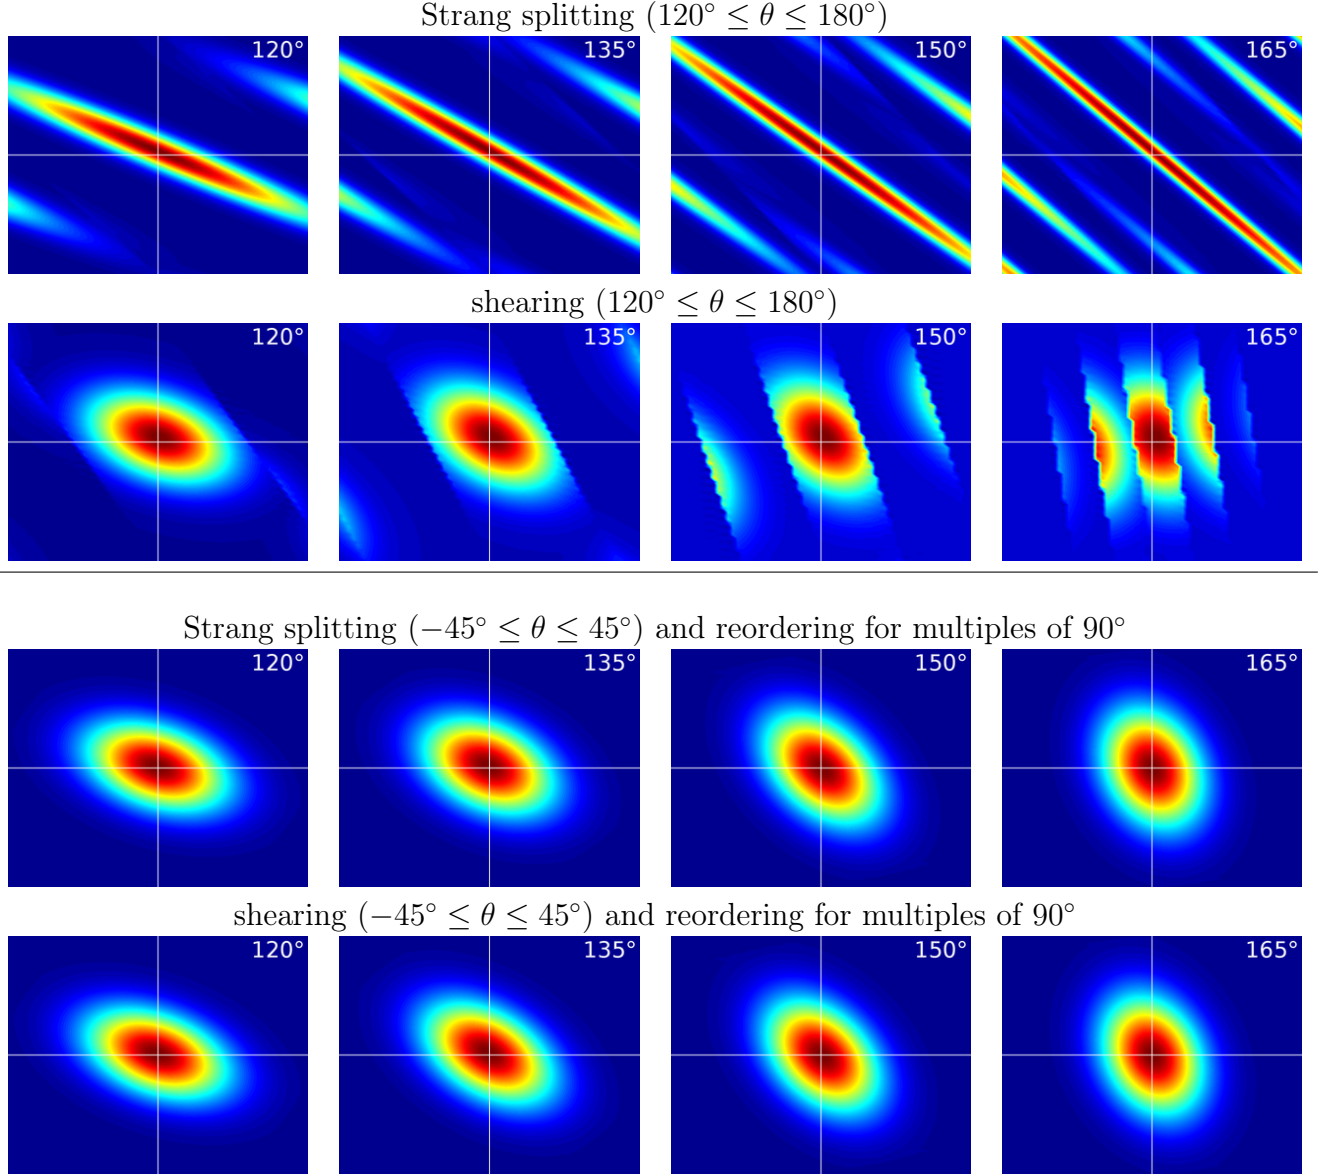 Strang splitting (120° ≤ θ ≤ 180°)
120° 135° 150° 165°
shearing (120° ≤ θ ≤ 180°)
120° 135° 150° 165°
Strang splitting (−45° ≤ θ ≤ 45°) and reordering for multiples of 90°
120° 135° 150° 165°
shearing (−45° ≤ θ ≤ 45°) and reordering for multiples of 90°
120° 135° 150° 165°